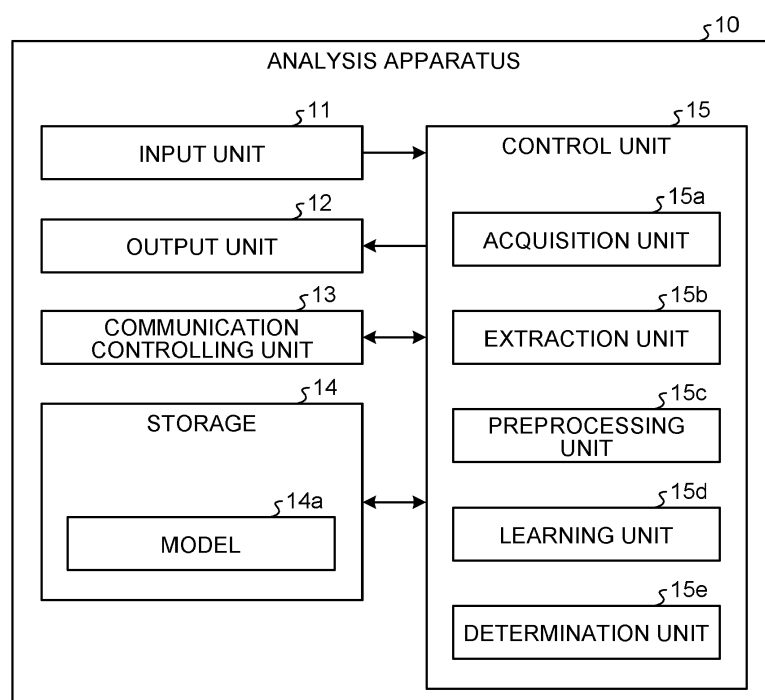 10
ANALYSIS APPARATUS
11
INPUT UNIT
12
OUTPUT UNIT
13
COMMUNICATION
CONTROLLING UNIT
14
STORAGE
14a
MODEL
15
CONTROL UNIT
15a
ACQUISITION UNIT
15b
EXTRACTION UNIT
15c
PREPROCESSING
UNIT
15d
LEARNING UNIT
15e
DETERMINATION UNIT